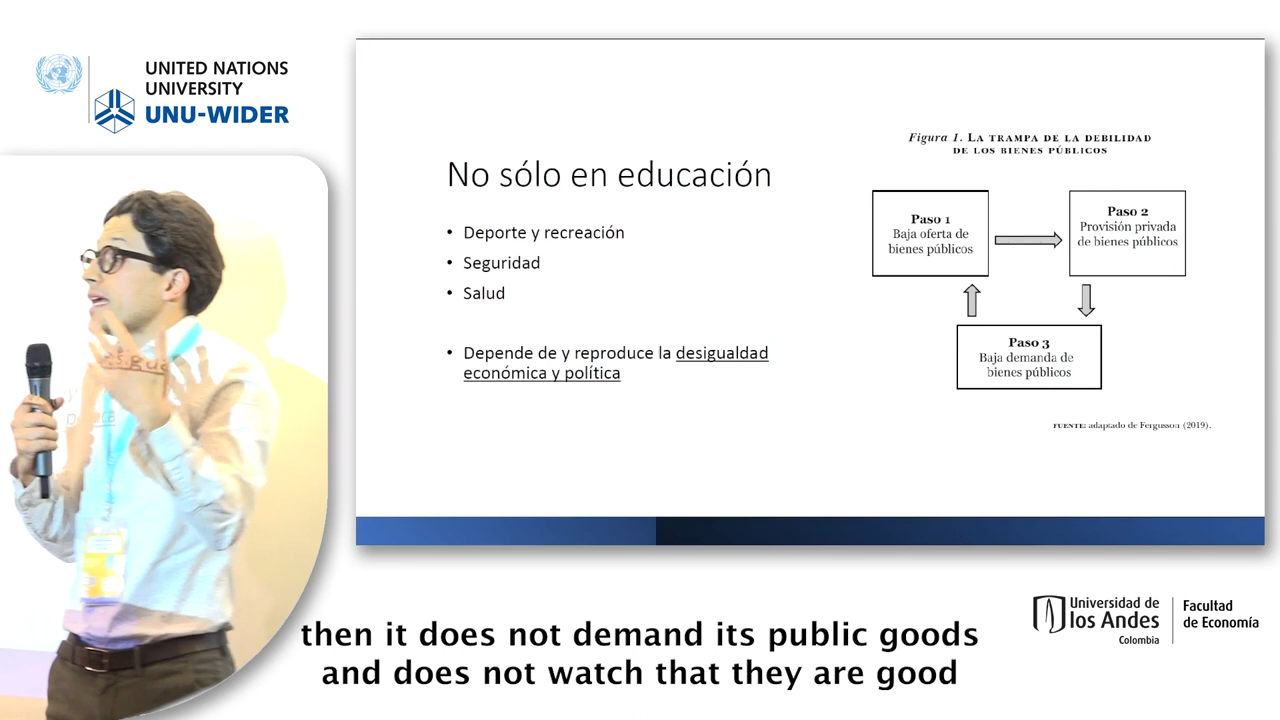 UNITED NATIONS
UNIVERSITY
UNU-WIDER
No sólo en educación
• Deporte y recreación
• Seguridad
• Salud
• Depende de y reproduce la desigualdad
económica y política
Figura 1. LA TRAMPA DE LA DEBILIDAD
DE LOS BIENES PÚBLICOS
Paso 1
Baja oferta de
bienes públicos
Paso 2
Provisión privada
de bienes públicos
Paso 3
Baja demanda de
bienes públicos
FUENTE: adaptado de Fergusson (2019).
then it does not demand its public goods
and does not watch that they are good
Universidad de
los Andes
Colombia
Facultad
de Economía